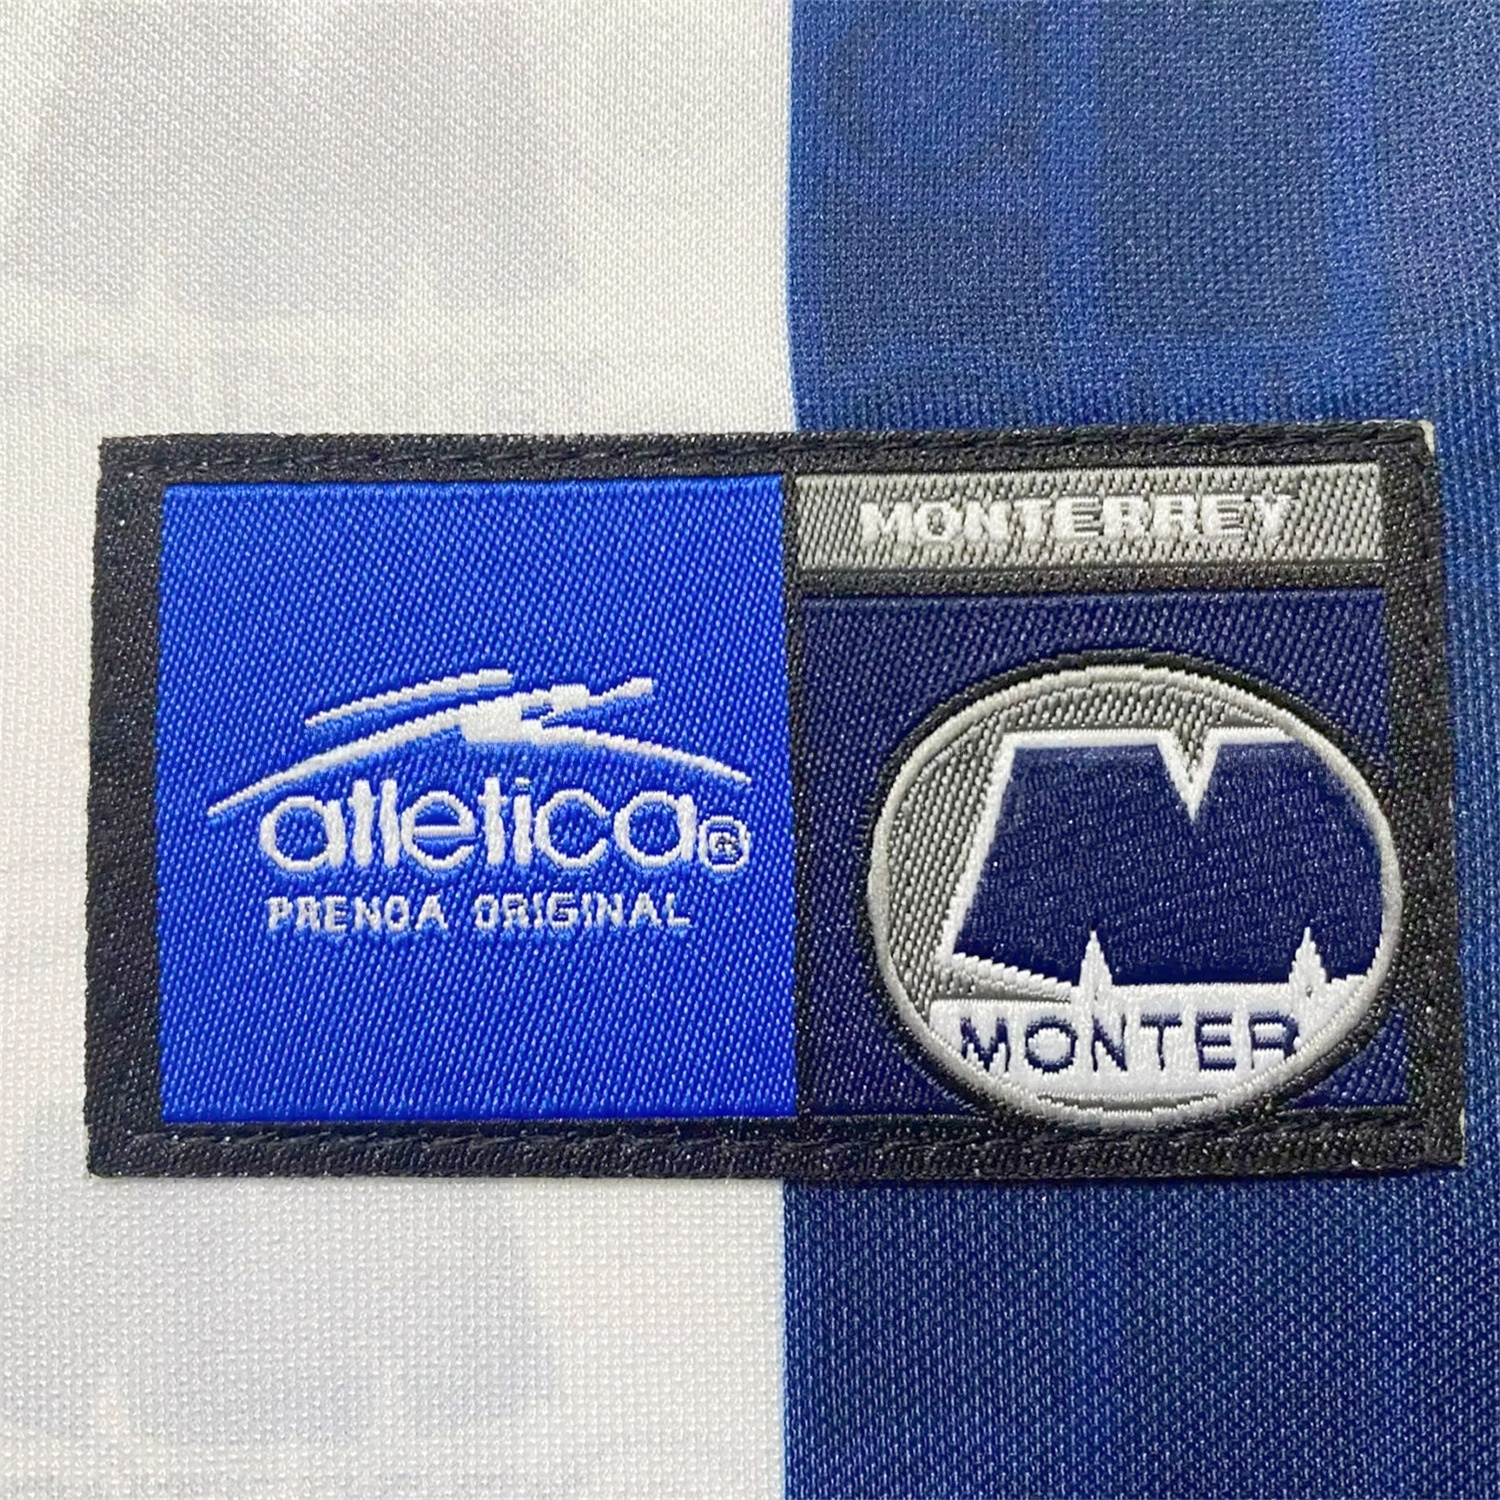 atletica®
PRENDA ORIGINAL
MONTERREY
MONTER